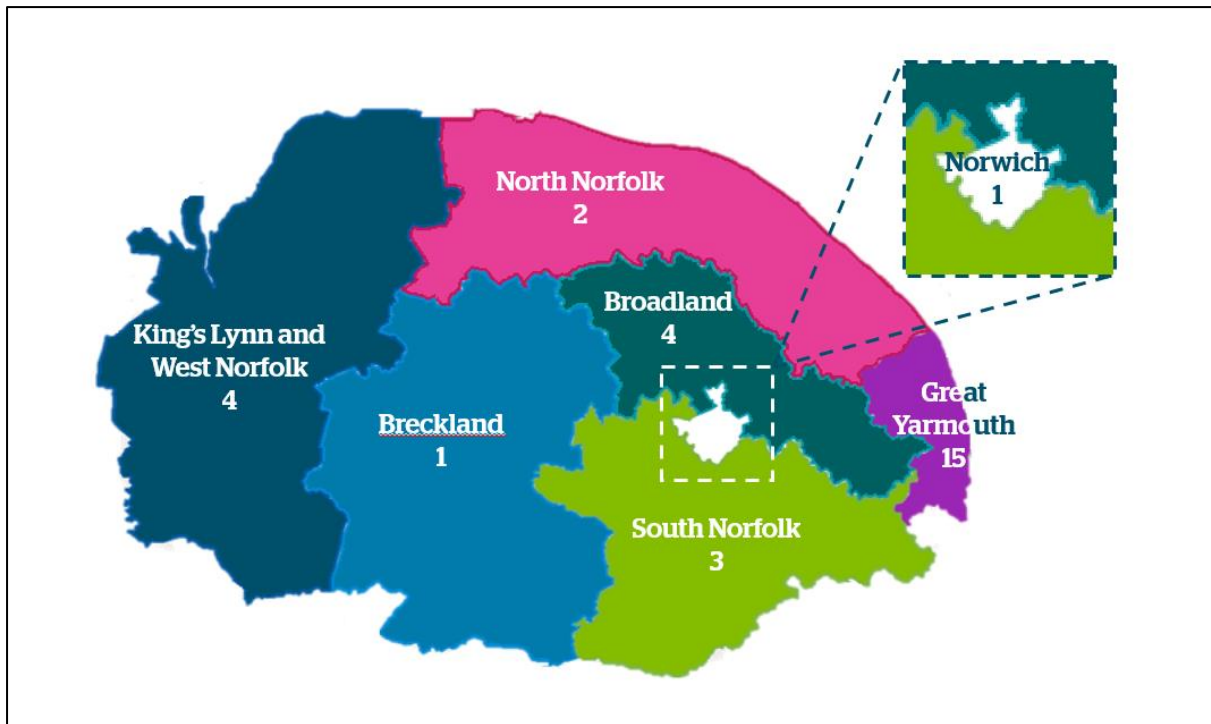 North Norfolk
2
Norwich
1
Broadland
4
King's Lynn and
West Norfolk
4
Breckland
1
Great
Yarmouth
15
South Norfolk
3